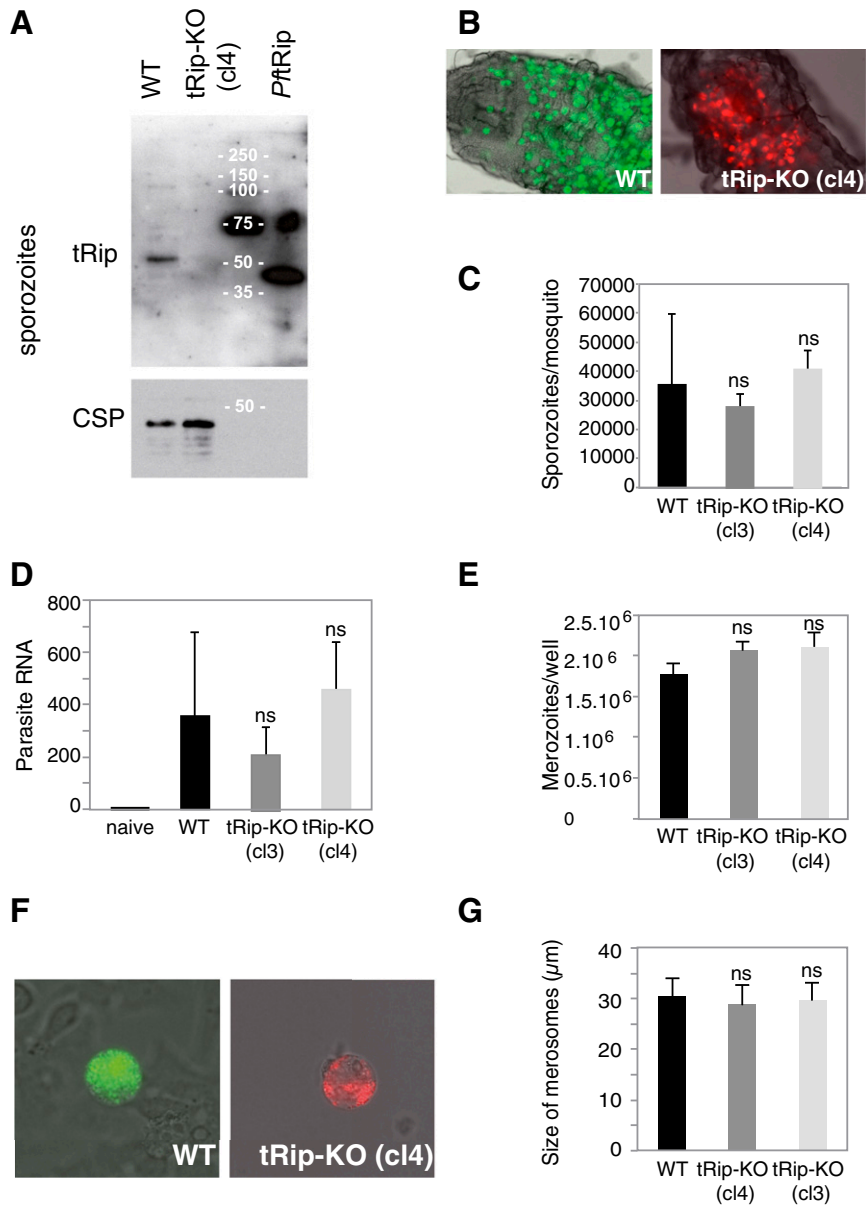 A
WT
tRip-KO
(cl4)
PftRip
- 250 -
- 150 -
- 100 -
- 75 -
- 50 -
- 35 -
tRip
sporozoites
CSP
- 50 -
B
WT
tRip-KO (cl4)
C
Sporozoites/mosquito
70000
60000
50000
40000
30000
20000
10000
0
ns
ns
WT
tRip-KO
(cl3)
tRip-KO
(cl4)
D
Parasite RNA
800
600
400
200
0
ns
ns
naive
WT
tRip-KO
(cl3)
tRip-KO
(cl4)
E
Merozoites/well
2.5.10⁶
2.10⁶
1.5.10⁶
1.10⁶
0.5.10⁶
0
ns
ns
WT
tRip-KO
(cl3)
tRip-KO
(cl4)
F
WT
tRip-KO (cl4)
G
Size of merosomes (µm)
40
30
20
10
0
ns
ns
WT
tRip-KO
(cl4)
tRip-KO
(cl3)